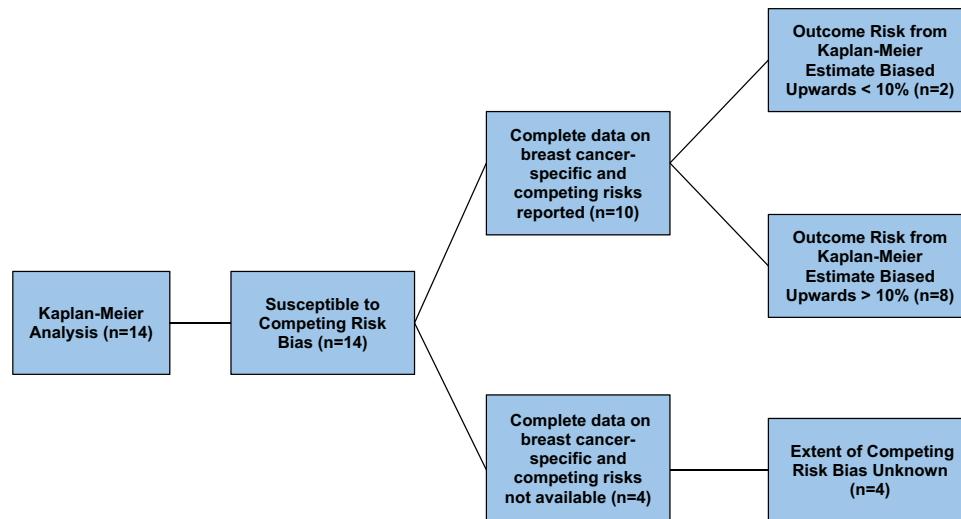 Kaplan-Meier
Analysis (n=14)
Susceptible to
Competing Risk
Bias (n=14)
Complete data on
breast cancer-
specific and
competing risks
reported (n=10)
Outcome Risk from
Kaplan-Meier
Estimate Biased
Upwards < 10% (n=2)
Outcome Risk from
Kaplan-Meier
Estimate Biased
Upwards > 10% (n=8)
Complete data on
breast cancer-
specific and
competing risks
not available (n=4)
Extent of Competing
Risk Bias Unknown
(n=4)